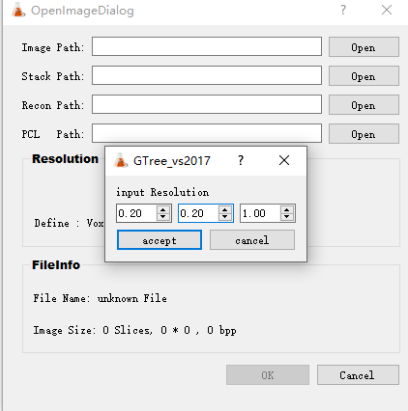 OpenImageDialog ? ×
Image Path: Open
Stack Path: Open
Recon Path: Open
PCL Path: Open
Resolution
GTree_vs2017 ? ×
input Resolution
0.20 0.20 1.00
accept cancel
Define : Vox
FileInfo
File Name: unknown File
Image Size: 0 Slices, 0 * 0 , 0 bpp
OK Cancel